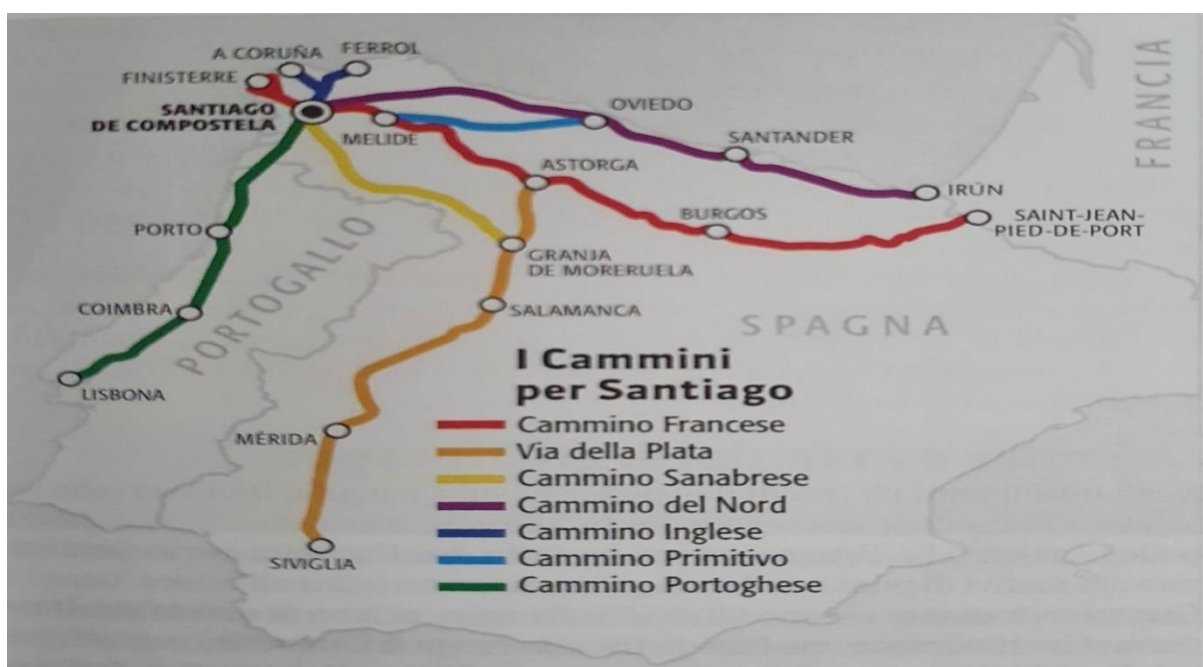 A CORUÑA
FERROL
FINISTERRE
SANTIAGO
DE COMPOSTELA
MELIDE
OVIEDO
SANTANDER
IRÚN
FRANCIA
ASTORGA
BURGOS
SAINT-JEAN-
PIED-DE-PORT
PORTO
GRANJA
DE MORERUELA
COIMBRA
PORTOGALLO
SALAMANCA
SPAGNA
LISBONA
MÉRIDA
SIVIGLIA
I Cammini
per Santiago
Cammino Francese
Via della Plata
Cammino Sanabrese
Cammino del Nord
Cammino Inglese
Cammino Primitivo
Cammino Portoghese